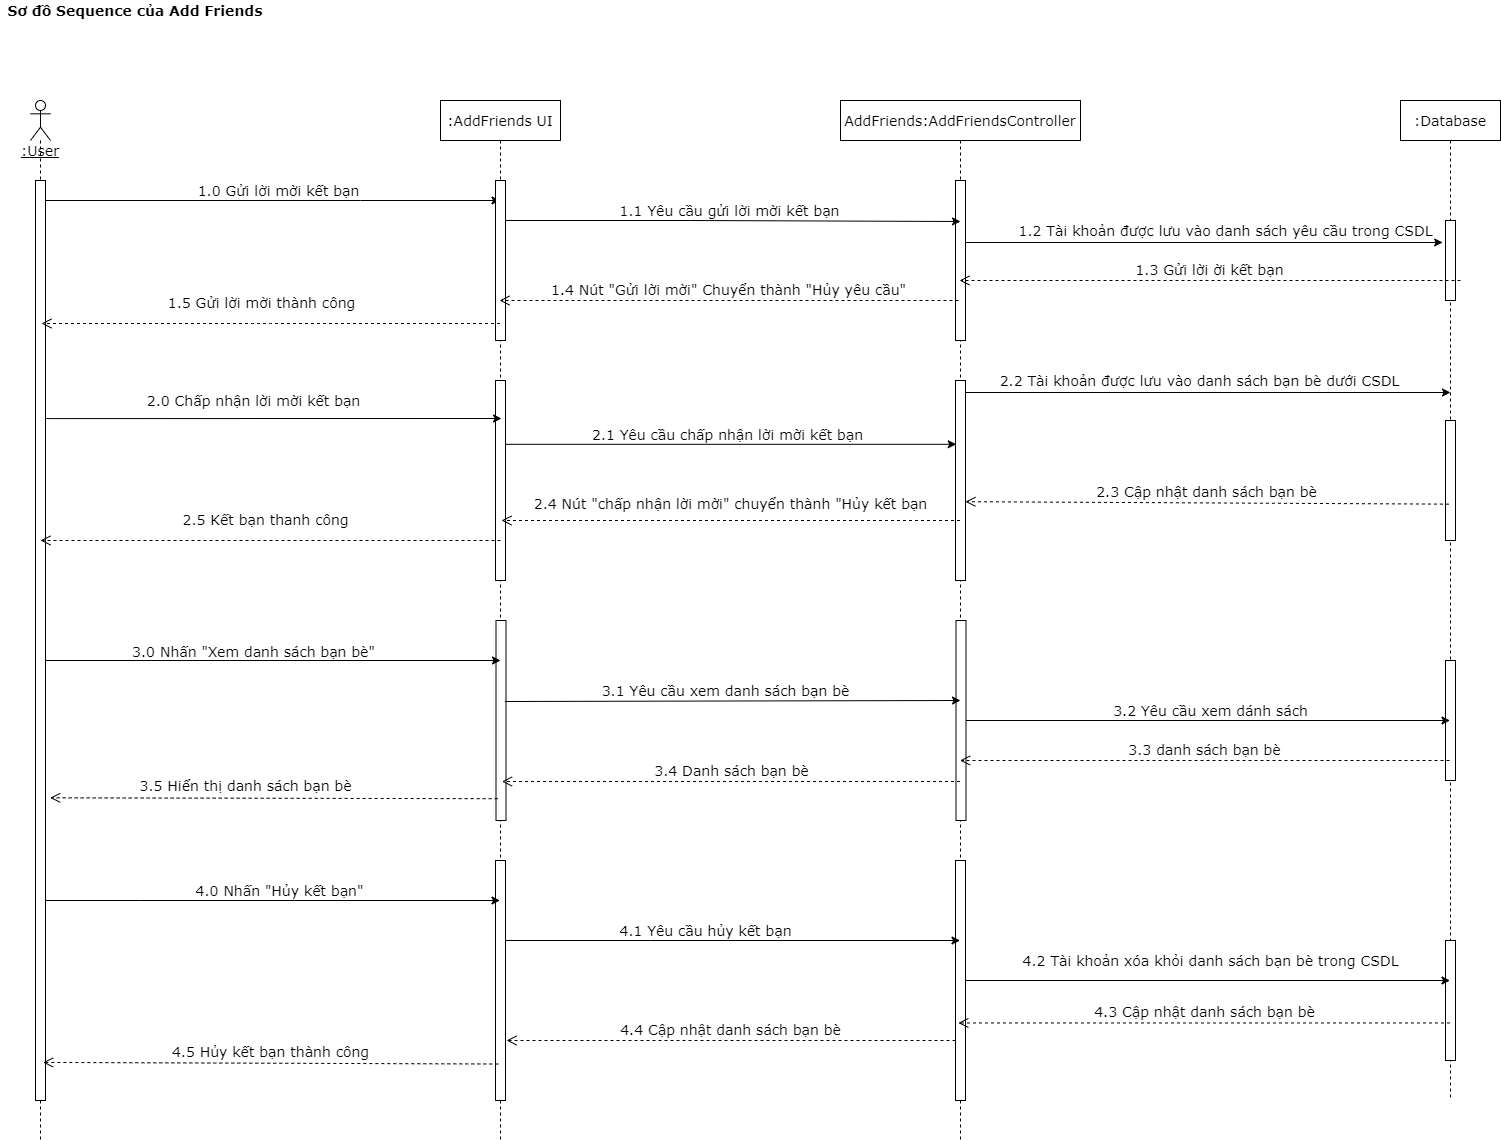 Sơ đồ Sequence của Add Friends
:User
:AddFriends UI
AddFriends:AddFriendsController
:Database
1.0 Gửi lời mời kết bạn
1.1 Yêu cầu gửi lời mời kết bạn
1.2 Tài khoản được lưu vào danh sách yêu cầu trong CSDL
1.3 Gửi lời ời kết bạn
1.4 Nút "Gửi lời mời" Chuyển thành "Hủy yêu cầu"
1.5 Gửi lời mời thành công
2.0 Chấp nhận lời mời kết bạn
2.2 Tài khoản được lưu vào danh sách bạn bè dưới CSDL
2.1 Yêu cầu chấp nhận lời mời kết bạn
2.3 Cập nhật danh sách bạn bè
2.4 Nút "chấp nhận lời mời" chuyển thành "Hủy kết bạn
2.5 Kết bạn thanh công
3.0 Nhấn "Xem danh sách bạn bè"
3.1 Yêu cầu xem danh sách bạn bè
3.2 Yêu cầu xem dánh sách
3.3 danh sách bạn bè
3.4 Danh sách bạn bè
3.5 Hiển thị danh sách bạn bè
4.0 Nhấn "Hủy kết bạn"
4.1 Yêu cầu hủy kết bạn
4.2 Tài khoản xóa khỏi danh sách bạn bè trong CSDL
4.3 Cập nhật danh sách bạn bè
4.4 Cập nhật danh sách bạn bè
4.5 Hủy kết bạn thành công